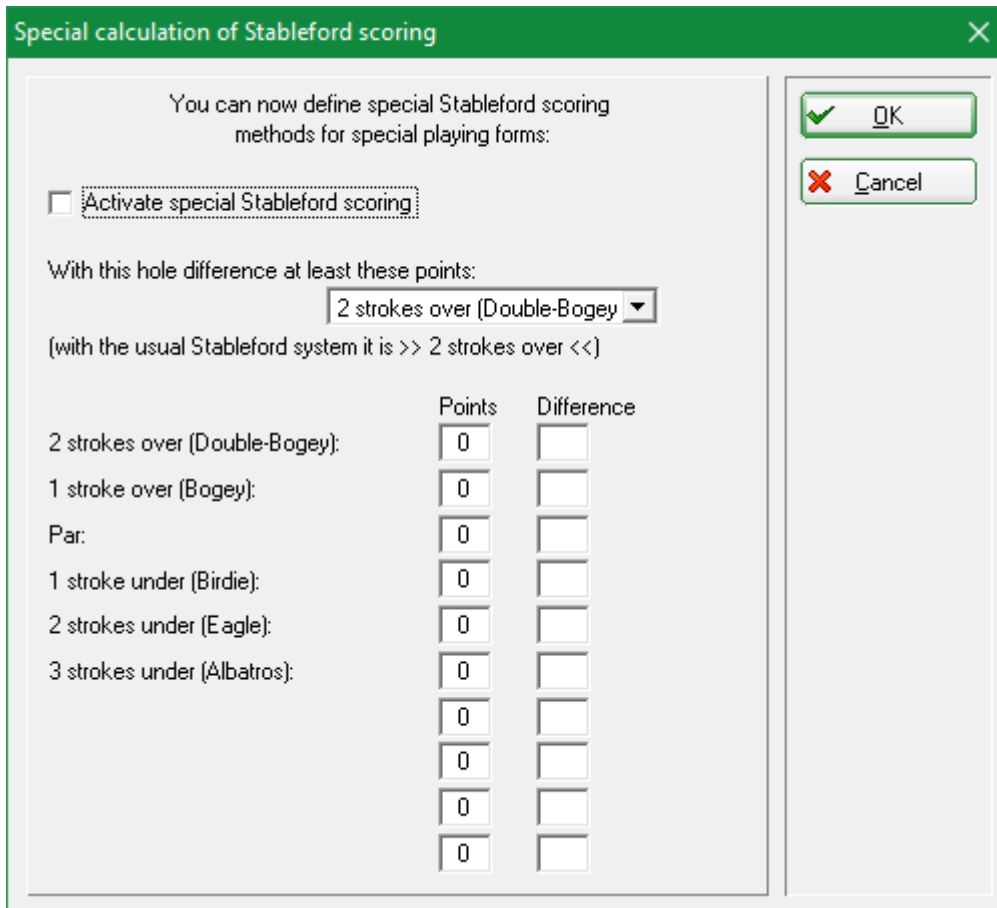 Special calculation of Stableford scoring
You can now define special Stableford scoring
methods for special playing forms:
OK
Cancel
Activate special Stableford scoring
With this hole difference at least these points:
2 strokes over (Double-Bogey
(with the usual Stableford system it is >> 2 strokes over <<)
Points Difference
2 strokes over (Double-Bogey): 0
1 stroke over (Bogey): 0
Par: 0
1 stroke under (Birdie): 0
2 strokes under (Eagle): 0
3 strokes under (Albatros): 0
0
0
0
0